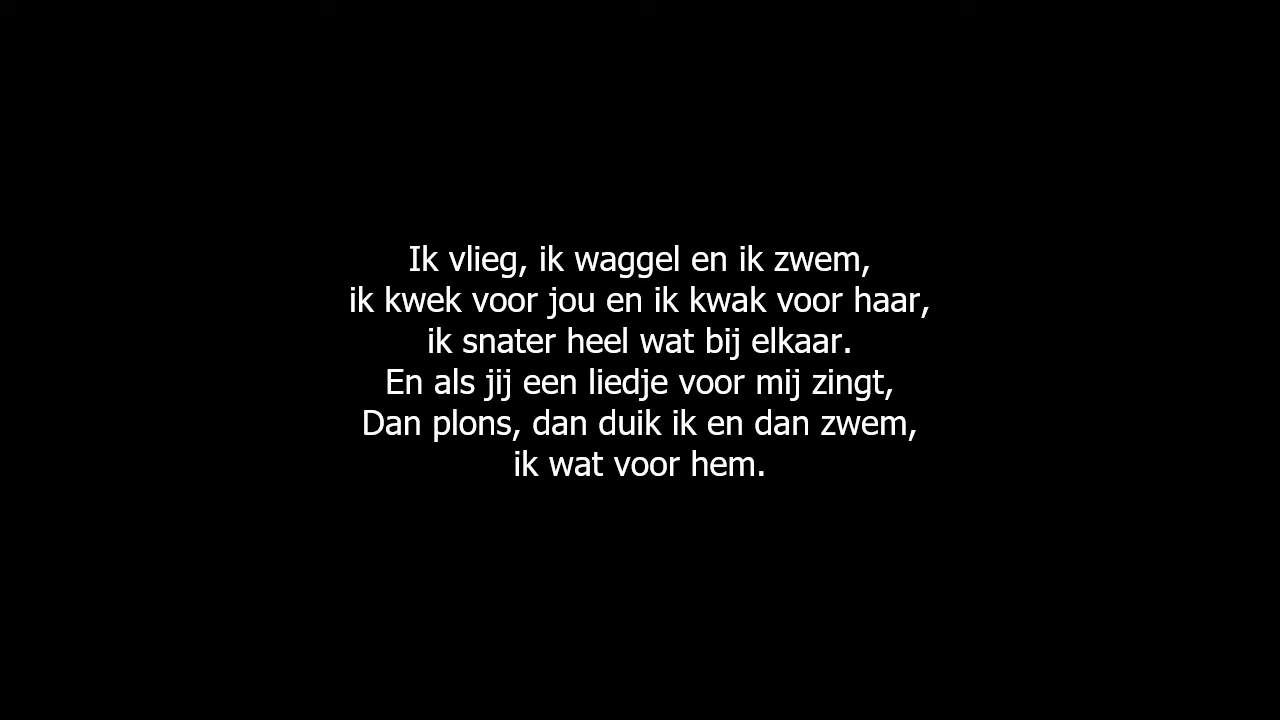 Ik vlieg, ik waggel en ik zwem,
ik kwek voor jou en ik kwak voor haar,
ik snater heel wat bij elkaar.
En als jij een liedje voor mij zingt,
Dan plons, dan duik ik en dan zwem,
ik wat voor hem.